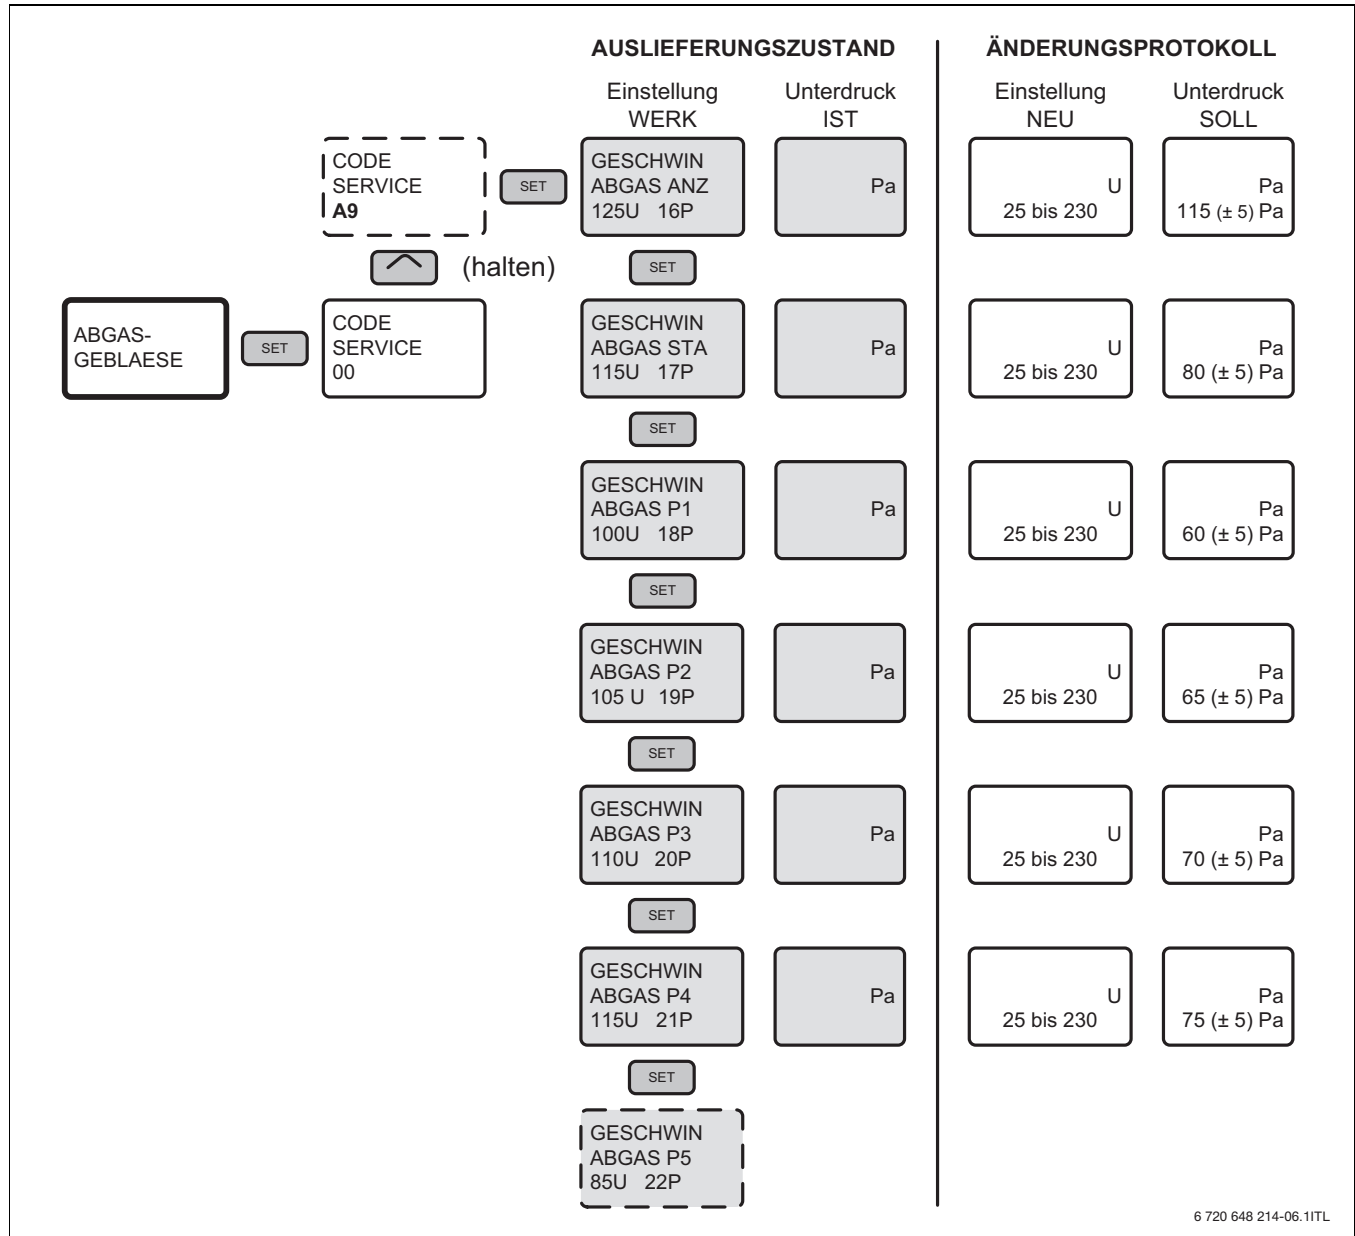 AUSLIEFERUNGSZUSTAND
ÄNDERUNGSPROTOKOLL
Einstellung
WERK
Unterdruck
IST
Einstellung
NEU
Unterdruck
SOLL
CODE
SERVICE
A9
SET
GESCHWIN
ABGAS ANZ
125U 16P
Pa
U
25 bis 230
Pa
115 (± 5) Pa
(halten)
SET
ABGAS-
GEBLAESE
SET
CODE
SERVICE
00
GESCHWIN
ABGAS STA
115U 17P
Pa
U
25 bis 230
Pa
80 (± 5) Pa
SET
GESCHWIN
ABGAS P1
100U 18P
Pa
U
25 bis 230
Pa
60 (± 5) Pa
SET
GESCHWIN
ABGAS P2
105 U 19P
Pa
U
25 bis 230
Pa
65 (± 5) Pa
SET
GESCHWIN
ABGAS P3
110U 20P
Pa
U
25 bis 230
Pa
70 (± 5) Pa
SET
GESCHWIN
ABGAS P4
115U 21P
Pa
U
25 bis 230
Pa
75 (± 5) Pa
SET
GESCHWIN
ABGAS P5
85U 22P
6 720 648 214-06.1ITL